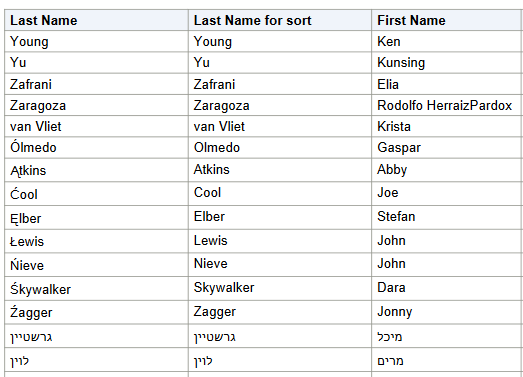 Last Name Last Name for sort First Name
Young Young Ken
Yu Yu Kunsing
Zafrani Zafrani Elia
Zaragoza Zaragoza Rodolfo HerraizPardox
van Vliet van Vliet Krista
Ólmedo Olmedo Gaspar
Ątkins Atkins Abby
Ćool Cool Joe
Ęlber Elber Stefan
Łewis Lewis John
Ńieve Nieve John
Śkywalker Skywalker Dara
Źagger Zagger Jonny
גרשטיין גרשטיין מיכל
לוין לוין מרים